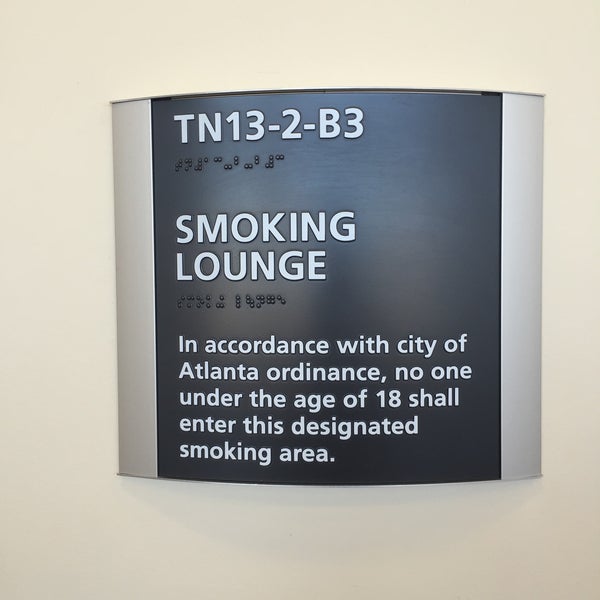 TN13-2-B3
SMOKING
LOUNGE
In accordance with city of
Atlanta ordinance, no one
under the age of 18 shall
enter this designated
smoking area.